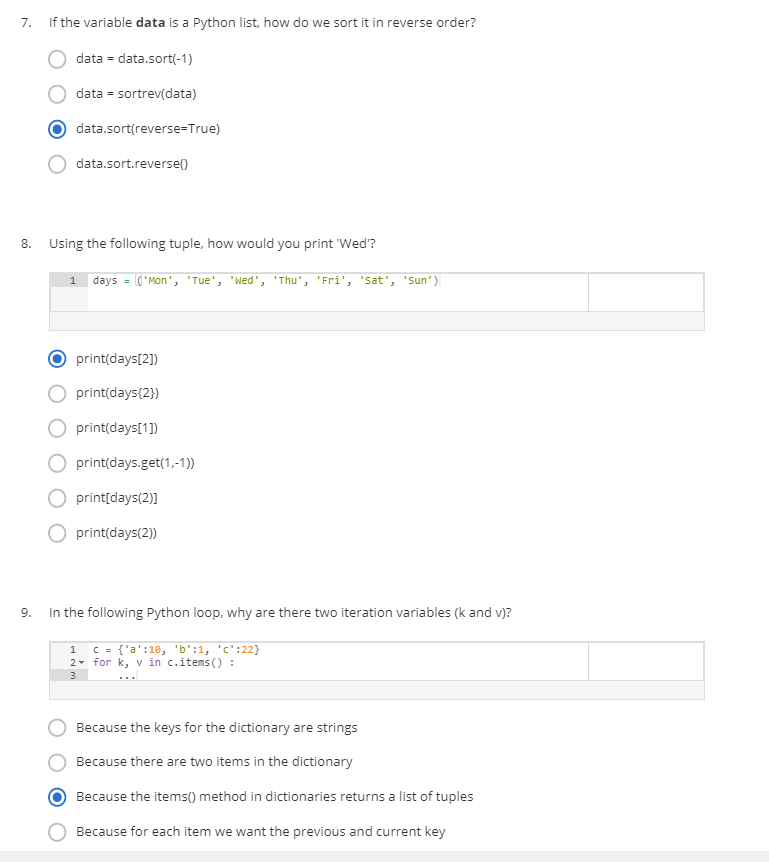 7. If the variable data is a Python list, how do we sort it in reverse order?
data = data.sort(-1)
data = sortrev(data)
data.sort(reverse=True)
data.sort.reverse()
8. Using the following tuple, how would you print 'Wed'?
1 days = ('Mon', 'Tue', 'Wed', 'Thu', 'Fri', 'Sat', 'Sun')
print(days[2])
print(days{2})
print(days[1])
print(days.get(1,-1))
print[days(2)]
print(days(2))
9. In the following Python loop, why are there two iteration variables (k and v)?
1 c = {'a':10, 'b':1, 'c':22}
2 for k, v in c.items() :
3 ...
Because the keys for the dictionary are strings
Because there are two items in the dictionary
Because the items() method in dictionaries returns a list of tuples
Because for each item we want the previous and current key